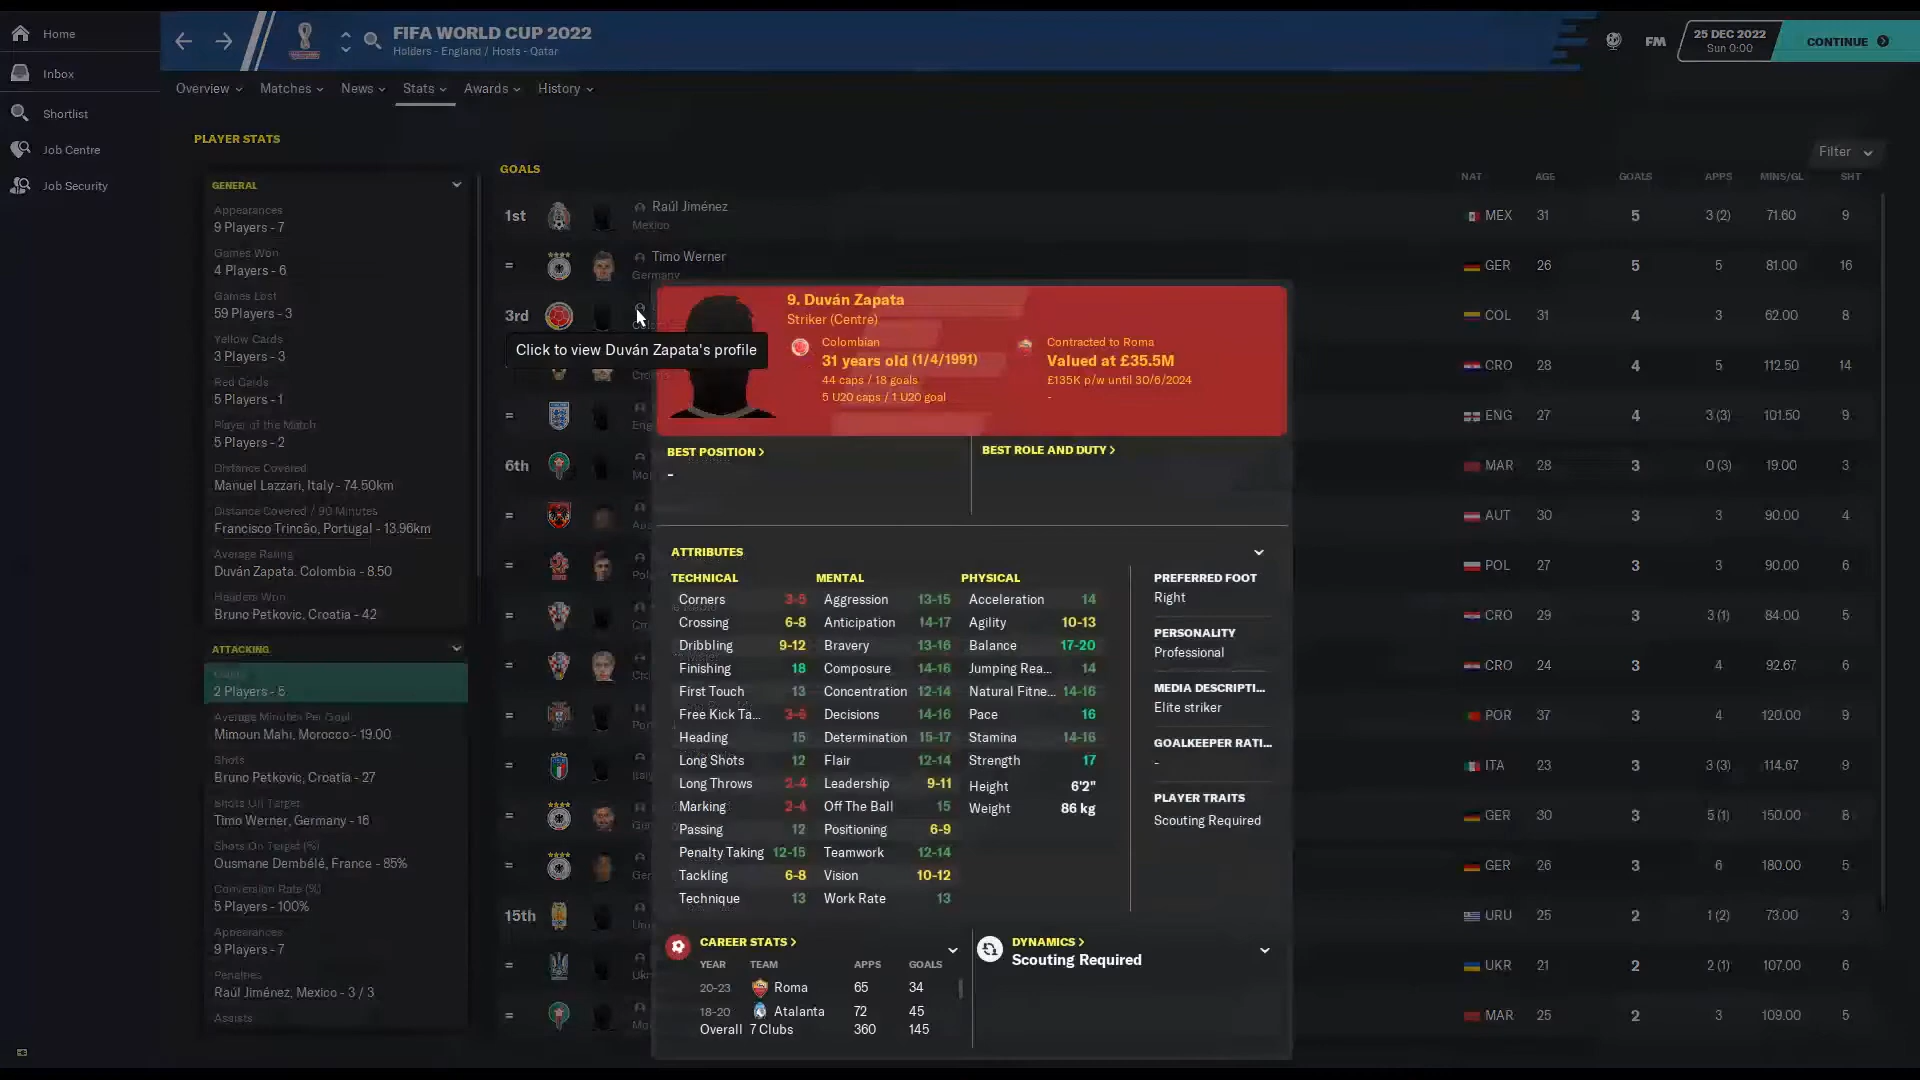 Home
Inbox
Shortlist
Job Centre
Job Security
FIFA WORLD CUP 2022
Holders - England / Hosts - Qatar
FM
25 DEC 2022
Sun 0:00
CONTINUE
Overview
Matches
News
Stats
Awards
History
PLAYER STATS
Filter
GENERAL
Appearances
9 Players - 7
Games Won
4 Players - 6
Games Lost
59 Players - 3
Yellow Cards
3 Players - 3
Red Cards
5 Players - 1
Player of the Match
5 Players - 2
Distance Covered
Manuel Lazzari, Italy - 74.50km
Distance Covered / 90 Minutes
Francisco Trincão, Portugal - 13.96km
Average Rating
Duván Zapata, Colombia - 8.50
Headers Won
Bruno Petkovic, Croatia - 42
ATTACKING
Goals
2 Players - 5
Average Minutes Per Goal
Mimoun Mahi, Morocco - 19.00
Shots
Bruno Petkovic, Croatia - 27
Shots On Target
Timo Werner, Germany - 16
Shots On Target (%)
Ousmane Dembélé, France - 85%
Conversion Rate (%)
5 Players - 100%
Appearances
9 Players - 7
Penalties
Raúl Jiménez, Mexico - 3 / 3
Assists
GOALS
NAT AGE GOALS APPS MINS/GL SHT
1st Raúl Jiménez MEX 31 5 3 (2) 71.60 9
Mexico
= Timo Werner GER 26 5 5 81.00 16
Germany
3rd COL 31 4 3 62.00 8
CRO 28 4 5 112.50 14
= ENG 27 4 3(3) 101.50 9
6th MAR 28 3 0 (3) 19.00 3
= AUT 30 3 3 90.00 4
= POL 27 3 3 90.00 6
= CRO 29 3 3 (1) 84.00 5
= CRO 24 3 4 92.67 6
= POR 37 3 4 120.00 9
= ITA 23 3 3 (3) 114.67 9
= GER 30 3 5 (1) 150.00 8
= GER 26 3 6 180.00 5
15th URU 25 2 1 (2) 73.00 3
= UKR 21 2 2 (1) 107.00 6
= MAR 25 2 3 109.00 5
Click to view Duván Zapata's profile
9. Duván Zapata
Striker (Centre)
Colombian
31 years old (1/4/1991)
44 caps / 18 goals
5 U20 caps / 1 U20 goal
Contracted to Roma
Valued at £35.5M
£135K p/w until 30/6/2024
-
BEST POSITION >
-
BEST ROLE AND DUTY >
ATTRIBUTES
TECHNICAL
Corners 3-5
Crossing 6-8
Dribbling 9-12
Finishing 18
First Touch 13
Free Kick Ta... 3-6
Heading 15
Long Shots 12
Long Throws 2-4
Marking 2-4
Passing 12
Penalty Taking 12-15
Tackling 6-8
Technique 13
MENTAL
Aggression 13-15
Anticipation 14-17
Bravery 13-16
Composure 14-16
Concentration 12-14
Decisions 14-16
Determination 15-17
Flair 12-14
Leadership 9-11
Off The Ball 15
Positioning 6-9
Teamwork 12-14
Vision 10-12
Work Rate 13
PHYSICAL
Acceleration 14
Agility 10-13
Balance 17-20
Jumping Rea... 14
Natural Fitne... 14-16
Pace 16
Stamina 14-16
Strength 17
Height 6'2"
Weight 86 kg
PREFERRED FOOT
Right
PERSONALITY
Professional
MEDIA DESCRIPTI...
Elite striker
GOALKEEPER RATI...
-
PLAYER TRAITS
Scouting Required
CAREER STATS >
YEAR TEAM APPS GOALS
20-23 Roma 65 34
18-20 Atalanta 72 45
Overall 7 Clubs 360 145
DYNAMICS >
Scouting Required